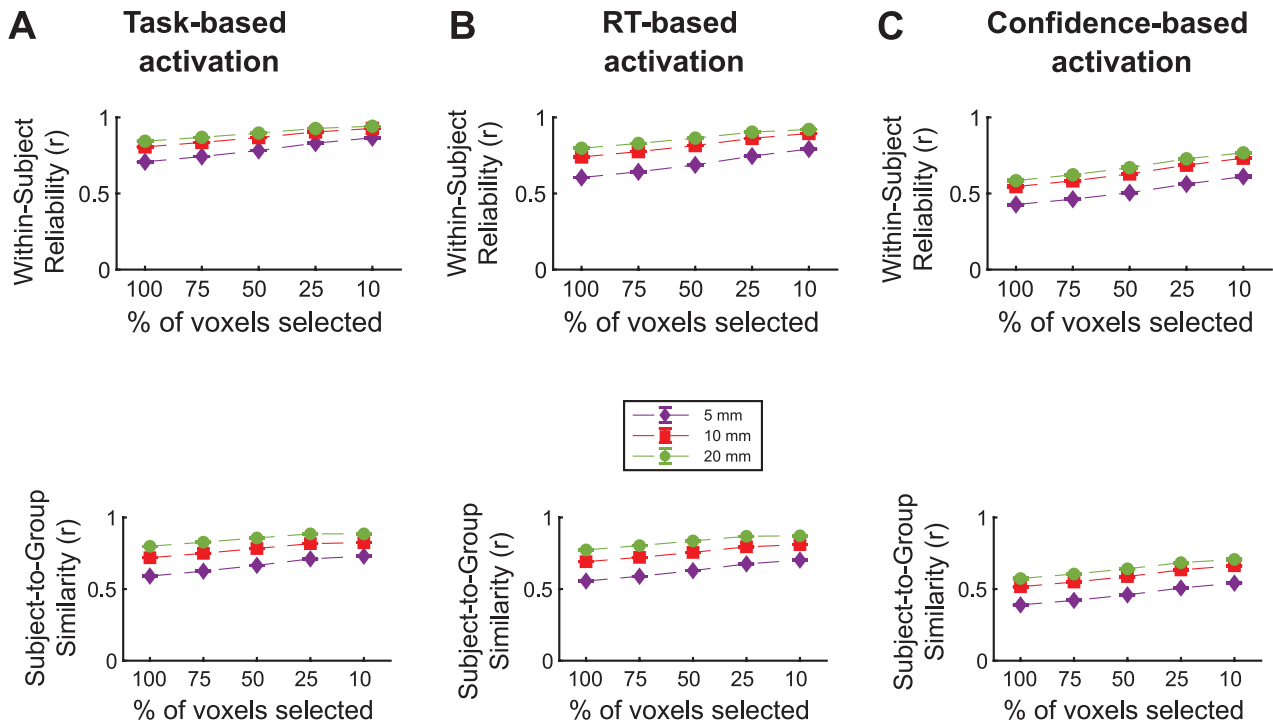 A
Task-based
activation
B
RT-based
activation
C
Confidence-based
activation
Within-Subject
Reliability (r)
1
0.5
0
100 75 50 25 10
% of voxels selected
Within-Subject
Reliability (r)
1
0.5
0
100 75 50 25 10
% of voxels selected
Within-Subject
Reliability (r)
1
0.5
0
100 75 50 25 10
% of voxels selected
5 mm
10 mm
20 mm
Subject-to-Group
Similarity (r)
1
0.5
0
100 75 50 25 10
% of voxels selected
Subject-to-Group
Similarity (r)
1
0.5
0
100 75 50 25 10
% of voxels selected
Subject-to-Group
Similarity (r)
1
0.5
0
100 75 50 25 10
% of voxels selected